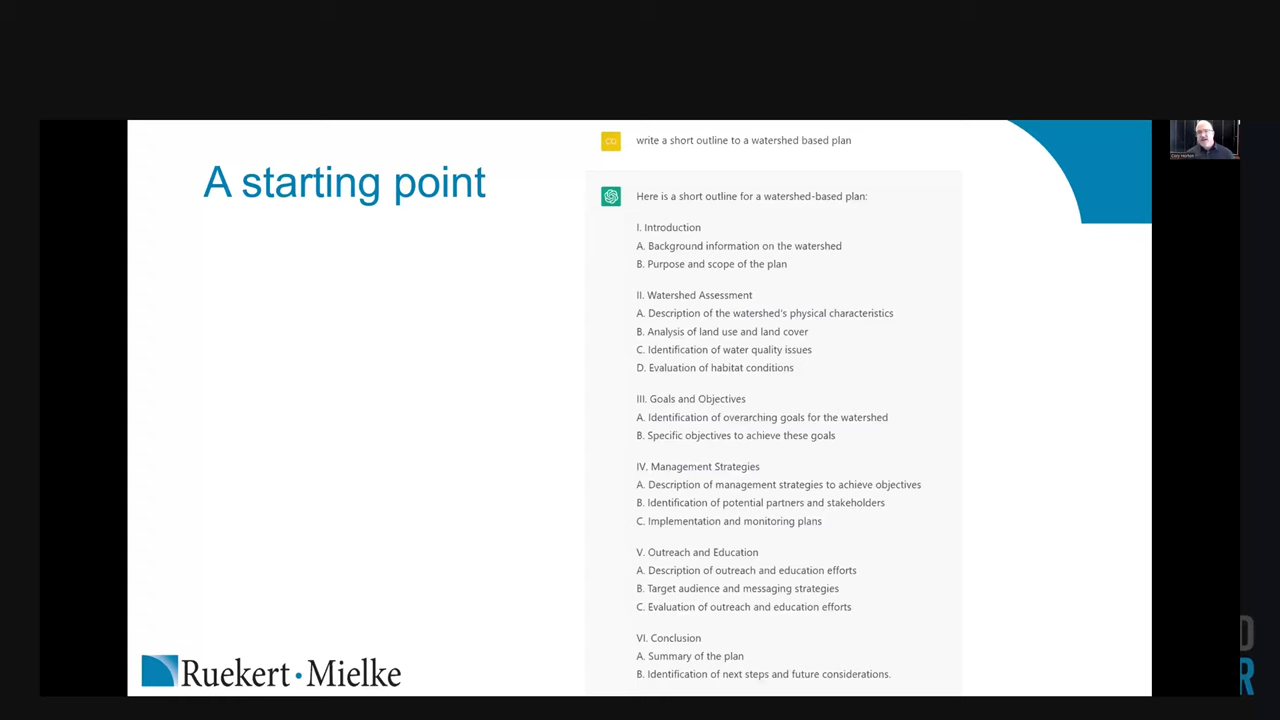 A starting point
CQ
write a short outline to a watershed based plan
Here is a short outline for a watershed-based plan:
I. Introduction
A. Background information on the watershed
B. Purpose and scope of the plan
II. Watershed Assessment
A. Description of the watershed's physical characteristics
B. Analysis of land use and land cover
C. Identification of water quality issues
D. Evaluation of habitat conditions
III. Goals and Objectives
A. Identification of overarching goals for the watershed
B. Specific objectives to achieve these goals
IV. Management Strategies
A. Description of management strategies to achieve objectives
B. Identification of potential partners and stakeholders
C. Implementation and monitoring plans
V. Outreach and Education
A. Description of outreach and education efforts
B. Target audience and messaging strategies
C. Evaluation of outreach and education efforts
VI. Conclusion
A. Summary of the plan
B. Identification of next steps and future considerations.
Ruekert·Mielke
D
R